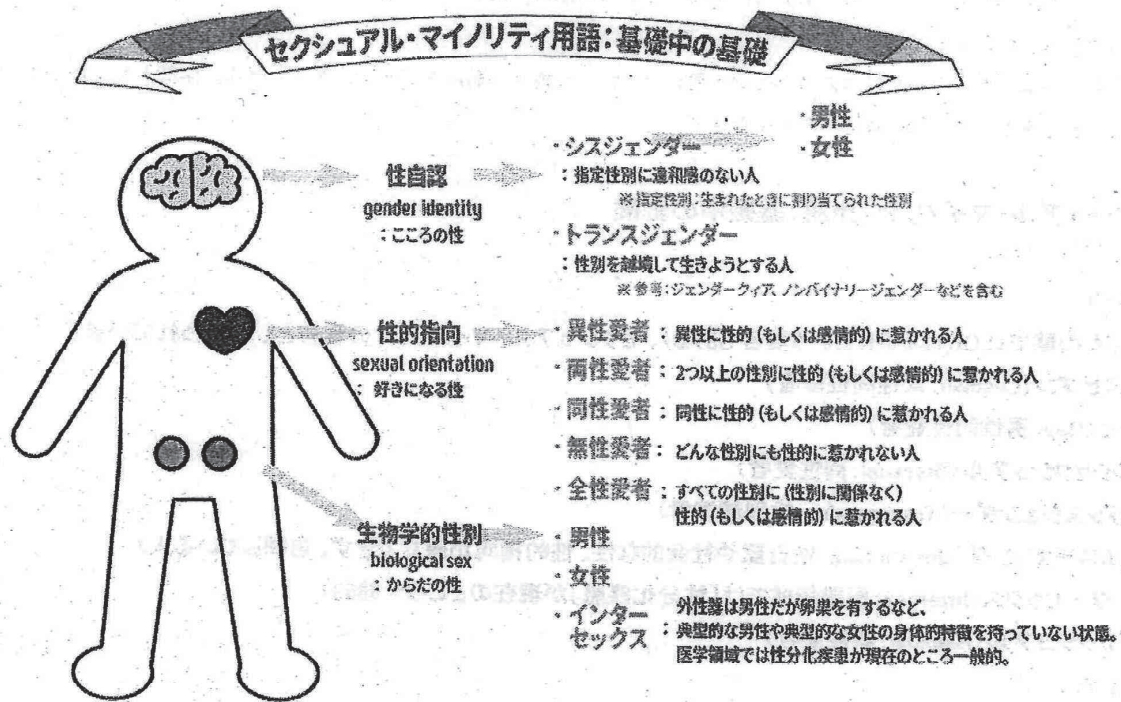 セクシュアル・マイノリティ用語：基礎中の基礎
性自認
gender identity
：こころの性
・シスジェンダー
・男性
・女性
：指定性別に違和感のない人
※指定性別：生まれたときに割り当てられた性別
・トランスジェンダー
：性別を越境して生きようとする人
※参考：ジェンダークィア、ノンバイナリージェンダーなどを含む
性的指向
sexual orientation
：好きになる性
・異性愛者：異性に性的（もしくは感情的）に惹かれる人
・両性愛者：2つ以上の性別に性的（もしくは感情的）に惹かれる人
・同性愛者：同性に性的（もしくは感情的）に惹かれる人
・無性愛者：どんな性別にも性的に惹かれない人
・全性愛者：すべての性別に（性別に関係なく）
性的（もしくは感情的）に惹かれる人
生物学的性別
biological sex
：からだの性
・男性
・女性
・インターセックス
外性器は男性だが卵巣を有するなど、
：典型的な男性や典型的な女性の身体的特徴を持っていない状態。
医学領域では性分化疾患が現在のところ一般的。